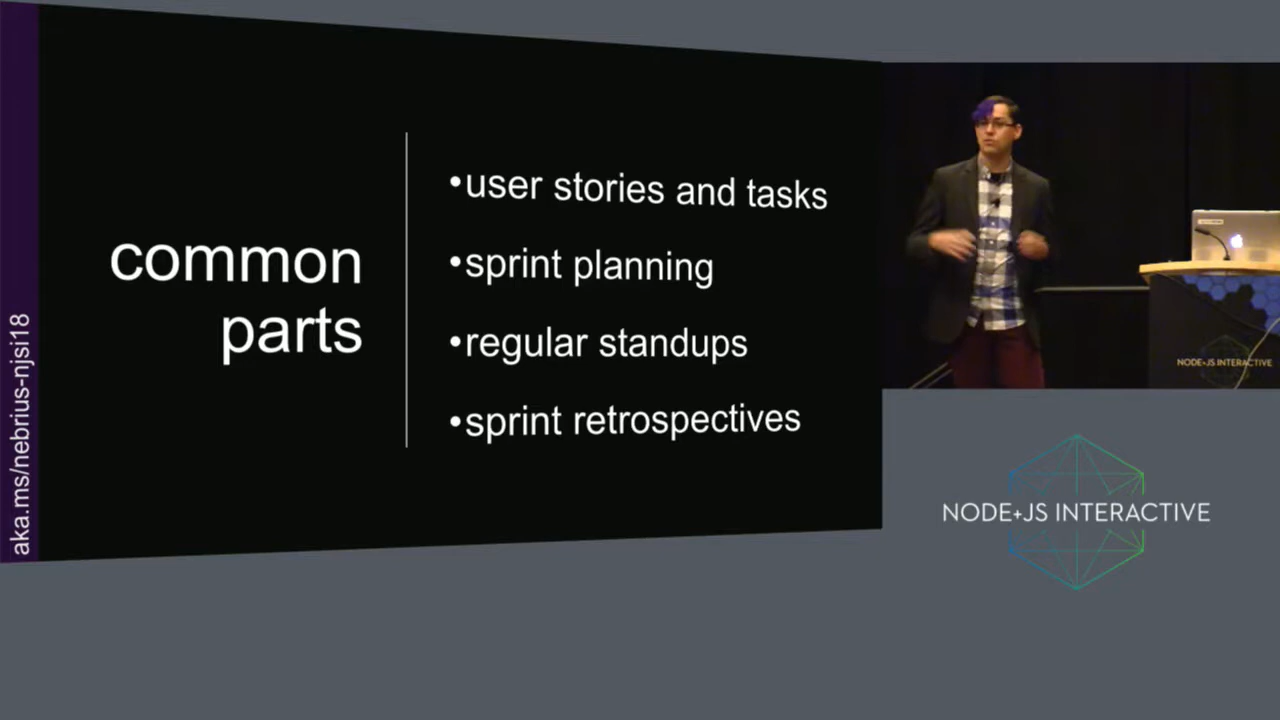 aka.ms/nebrius-njsi18
common
parts
•user stories and tasks
•sprint planning
•regular standups
•sprint retrospectives
NODE+JS INTERACTIVE
NODE+JS INTERACTIVE